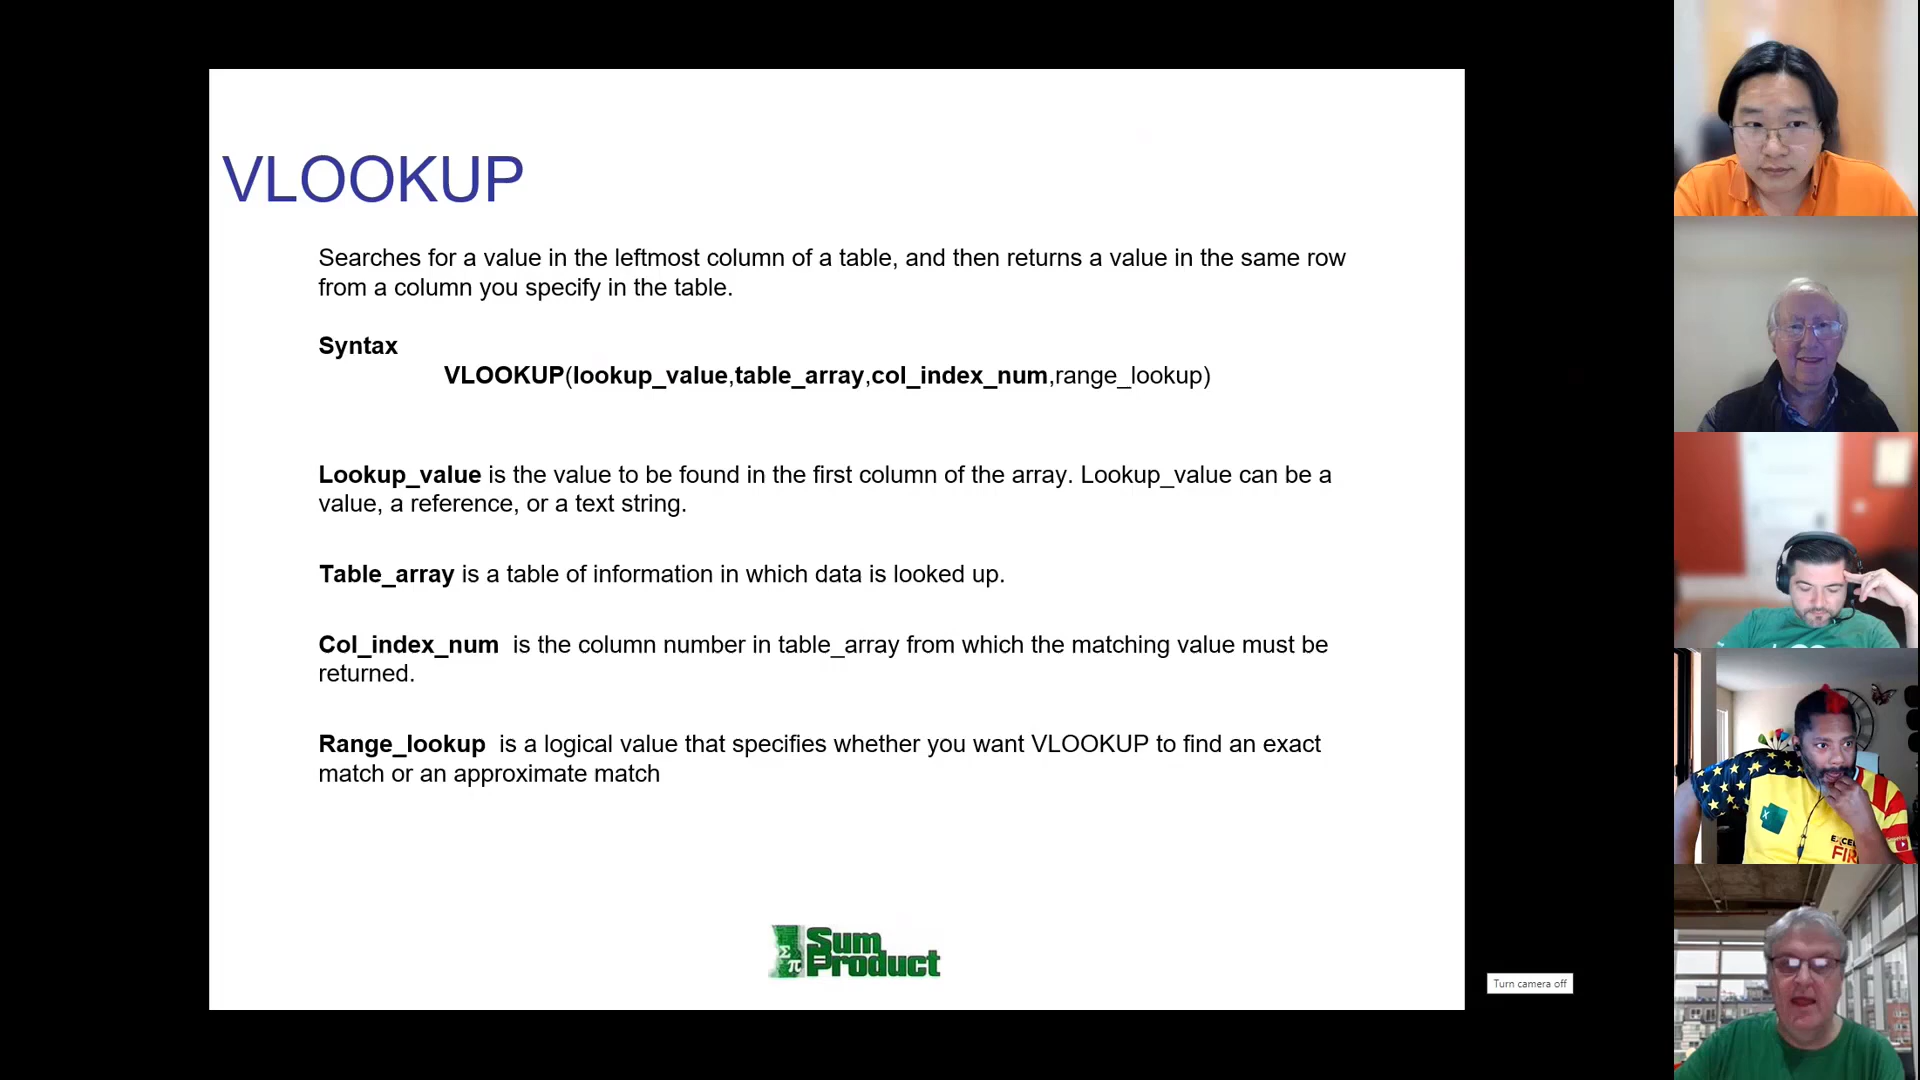 VLOOKUP
Searches for a value in the leftmost column of a table, and then returns a value in the same row
from a column you specify in the table.
Syntax
VLOOKUP(lookup_value,table_array,col_index_num,range_lookup)
Lookup_value is the value to be found in the first column of the array. Lookup_value can be a
value, a reference, or a text string.
Table_array is a table of information in which data is looked up.
Col_index_num is the column number in table_array from which the matching value must be
returned.
Range_lookup is a logical value that specifies whether you want VLOOKUP to find an exact
match or an approximate match
Σ
π
Sum
Product
Turn camera off
X